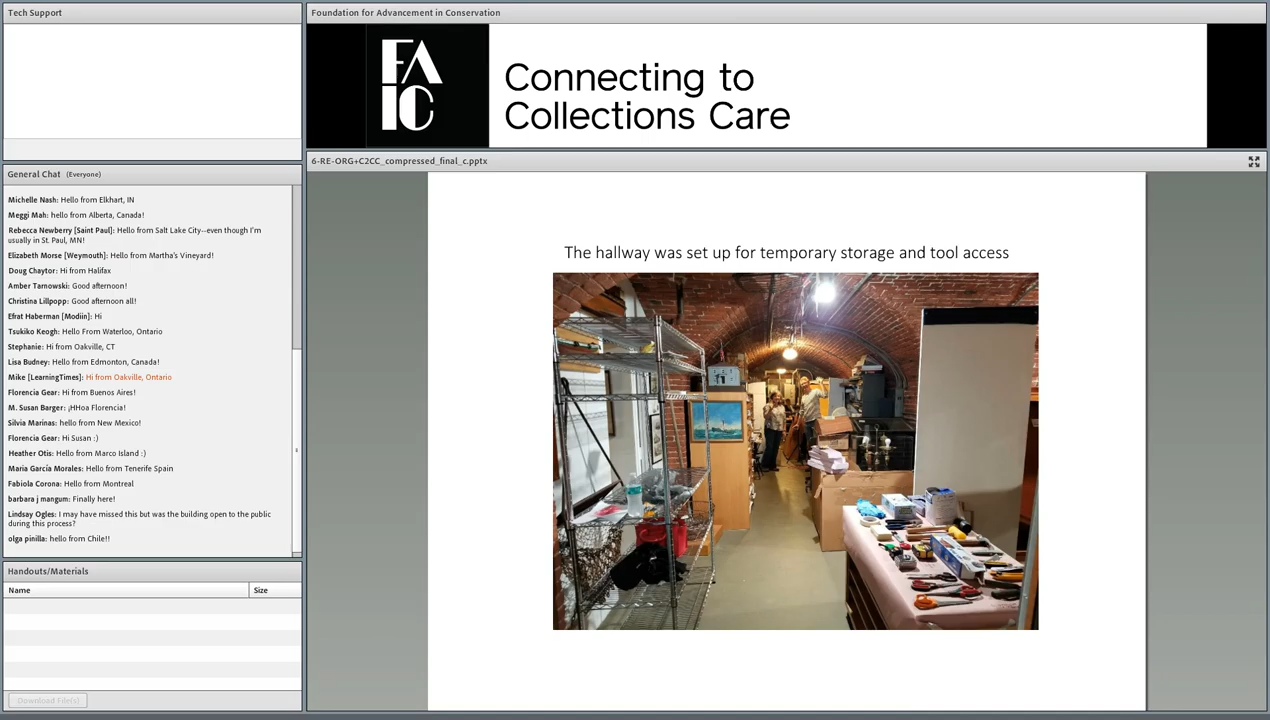 Tech Support
General Chat (Everyone)
Michelle Nash: Hello from Elkhart, IN
Meggi Mah: hello from Alberta, Canada!
Rebecca Newberry [Saint Paul]: Hello from Salt Lake City--even though I'm
usually in St. Paul, MN!
Elizabeth Morse [Weymouth]: Hello from Martha's Vineyard!
Doug Chaytor: Hi from Halifax
Amber Tarnowski: Good afternoon!
Christina Lillpopp: Good afternoon all!
Efrat Haberman [Modiin]: Hi
Tsukiko Keogh: Hello From Waterloo, Ontario
Stephanie: Hi from Oakville, CT
Lisa Budney: Hello from Edmonton, Canada!
Mike [LearningTimes]: Hi from Oakville, Ontario
Florencia Gear: Hi from Buenos Aires!
M. Susan Barger: ¡HHoa Florencia!
Silvia Marinas: hello from New Mexico!
Florencia Gear: Hi Susan :)
Heather Otis: Hello from Marco Island :)
Maria García Morales: Hello from Tenerife Spain
Fabiola Corona: Hello from Montreal
barbara j mangum: Finally here!
Lindsay Ogles: I may have missed this but was the building open to the public
during this process?
olga pinilla: hello from Chile!!
Handouts/Materials
Name Size
Download File(s)
Foundation for Advancement in Conservation
FA
IC
Connecting to
Collections Care
6-RE-ORG+C2CC_compressed_final_c.pptx
The hallway was set up for temporary storage and tool access